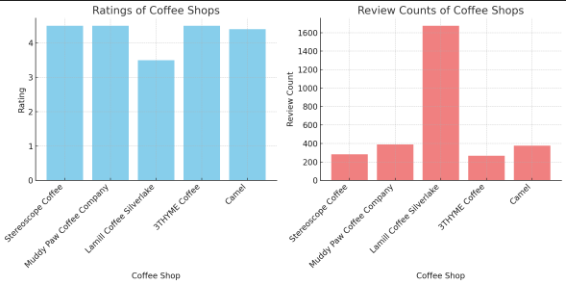 Ratings of Coffee Shops
Rating
4
3
2
1
0
Stereoscope Coffee
Muddy Paw Coffee Company
Lamill Coffee Silverlake
3THYME Coffee
Camel
Coffee Shop
Review Counts of Coffee Shops
Review Count
1600
1400
1200
1000
800
600
400
200
0
Stereoscope Coffee
Muddy Paw Coffee Company
Lamill Coffee Silverlake
3THYME Coffee
Camel
Coffee Shop